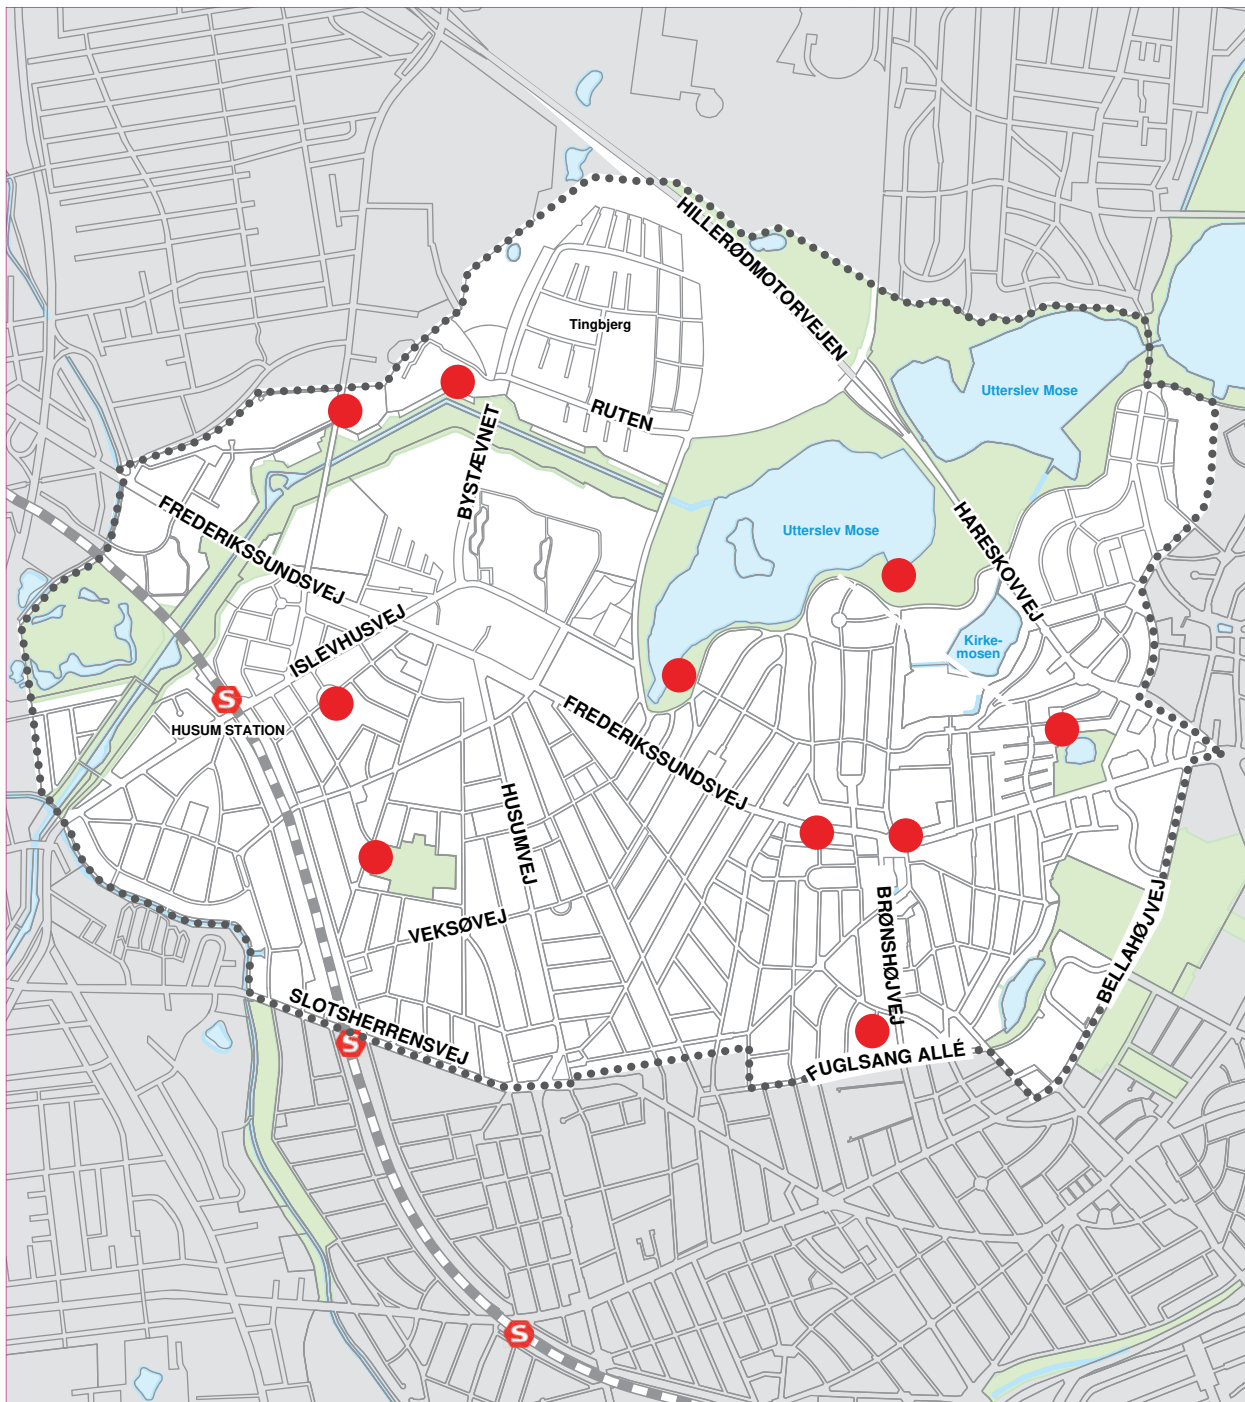 HILLERØDMOTORVEJEN
Tingbjerg
Utterslev Mose
RUTEN
BYSTÆVNET
FREDERIKSSUNDSVEJ
Utterslev Mose
HARESKOVVEJ
ISLEVHUSVEJ
Kirke-
mosen
S
HUSUM STATION
FREDERIKSSUNDSVEJ
HUSUMVEJ
VEKSØVEJ
BRØNSHØJVEJ
BELLAHØJVEJ
SLOTSHERRENSVEJ
S
FUGLSANG ALLÉ
S